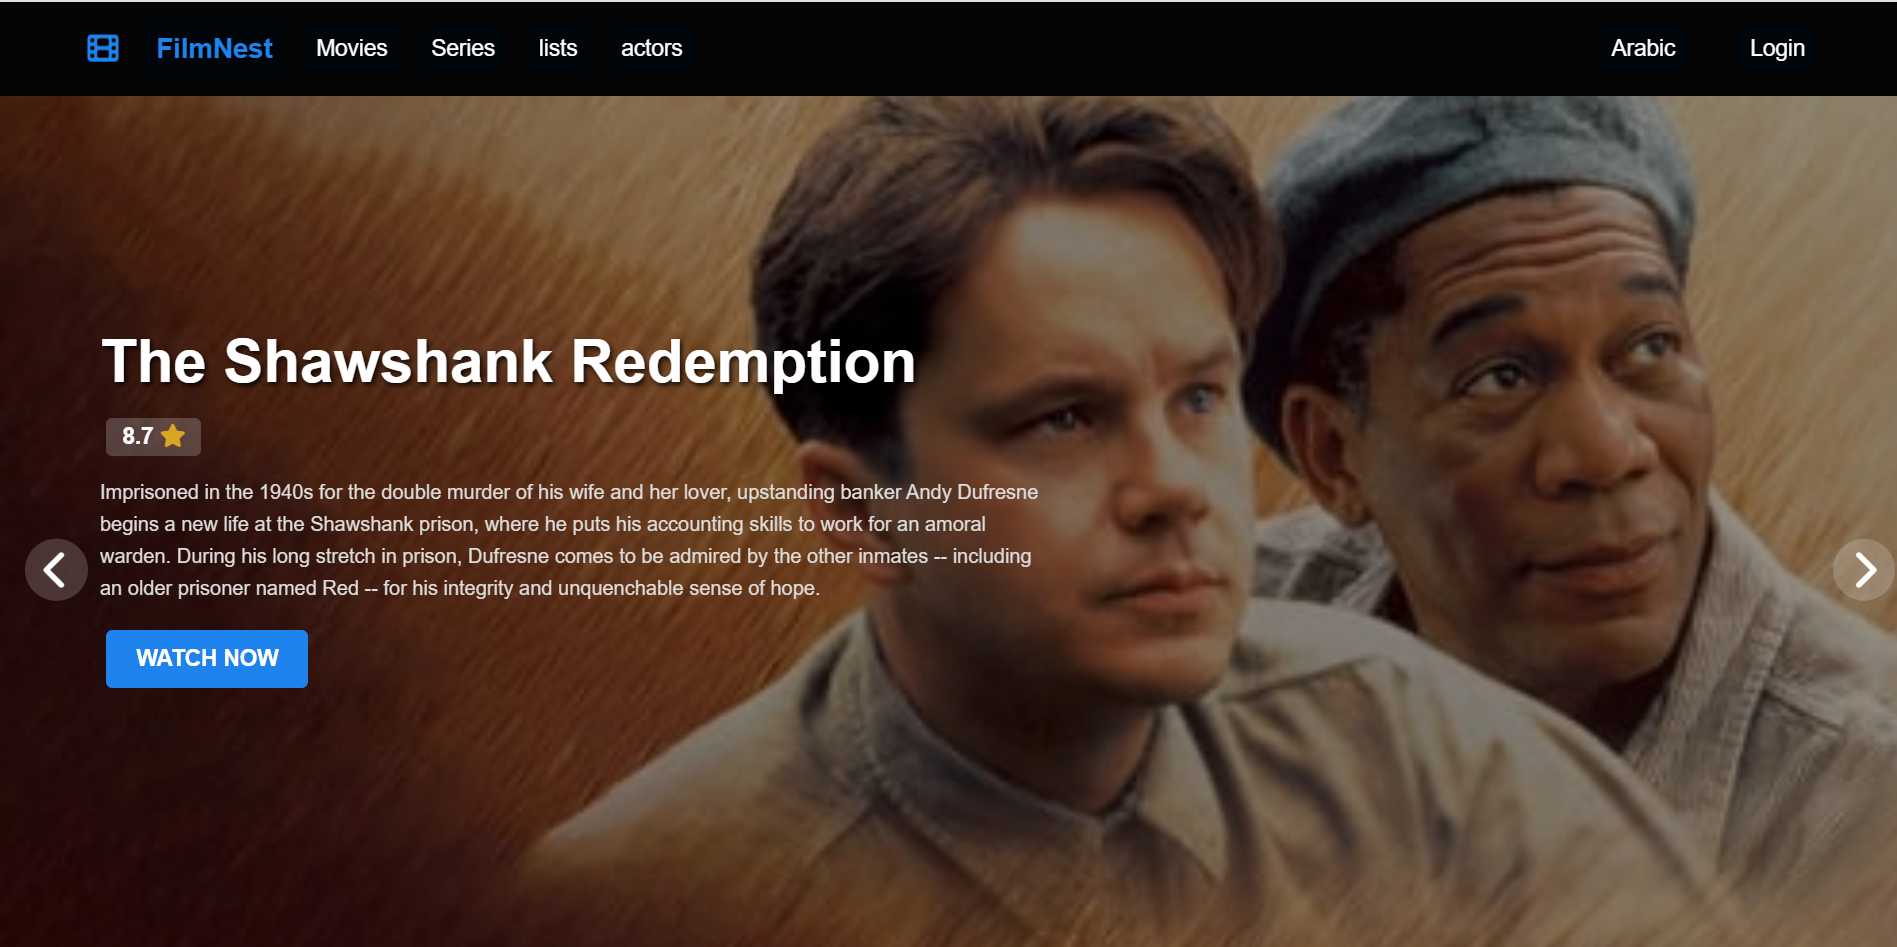 FilmNest Movies Series lists actors Arabic Login
The Shawshank Redemption
8.7
Imprisoned in the 1940s for the double murder of his wife and her lover, upstanding banker Andy Dufresne
begins a new life at the Shawshank prison, where he puts his accounting skills to work for an amoral
warden. During his long stretch in prison, Dufresne comes to be admired by the other inmates -- including
an older prisoner named Red -- for his integrity and unquenchable sense of hope.
WATCH NOW